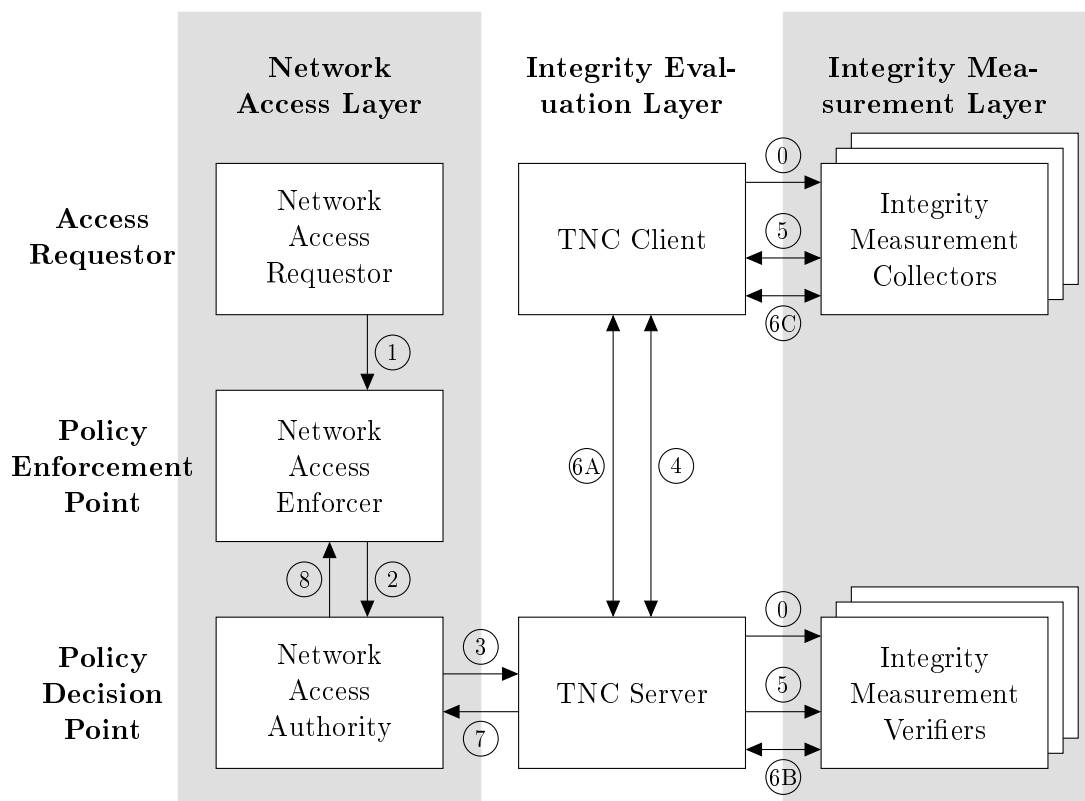 Network
Access Layer
Integrity Eval-
uation Layer
Integrity Mea-
surement Layer
Access
Requestor
Network
Access
Requestor
TNC Client
0
5
6C
Integrity
Measurement
Collectors
1
Policy
Enforcement
Point
Network
Access
Enforcer
6A
4
8
2
Policy
Decision
Point
Network
Access
Authority
3
7
TNC Server
0
5
6B
Integrity
Measurement
Verifiers